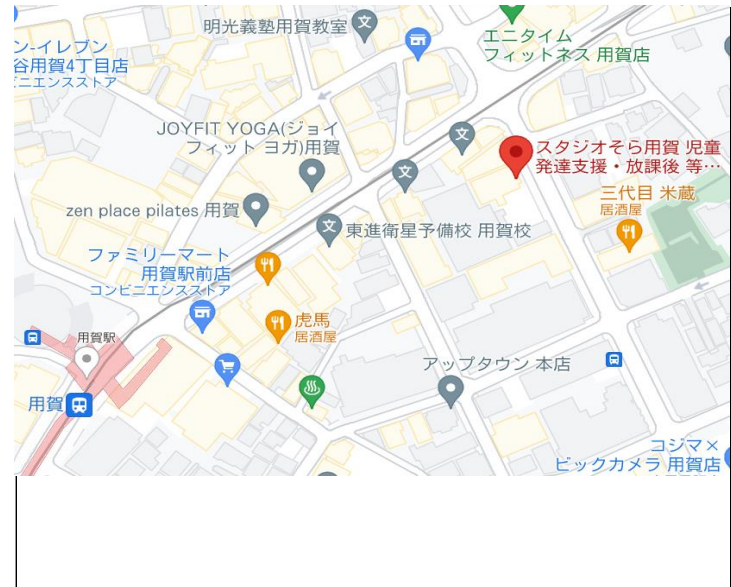 明光義塾用賀教室
エニタイム
フィットネス 用賀店
ン-イレブン
谷用賀4丁目店
ニエンスストア
JOYFIT YOGA(ジョイ
フィット ヨガ)用賀
スタジオそら用賀 児童
発達支援・放課後 等…
三代目 米蔵
居酒屋
zen place pilates 用賀
東進衛星予備校 用賀校
ファミリーマート
用賀駅前店
コンビニエンスストア
虎馬
居酒屋
用賀駅
アップタウン 本店
用賀
コジマ×
ビックカメラ 用賀店